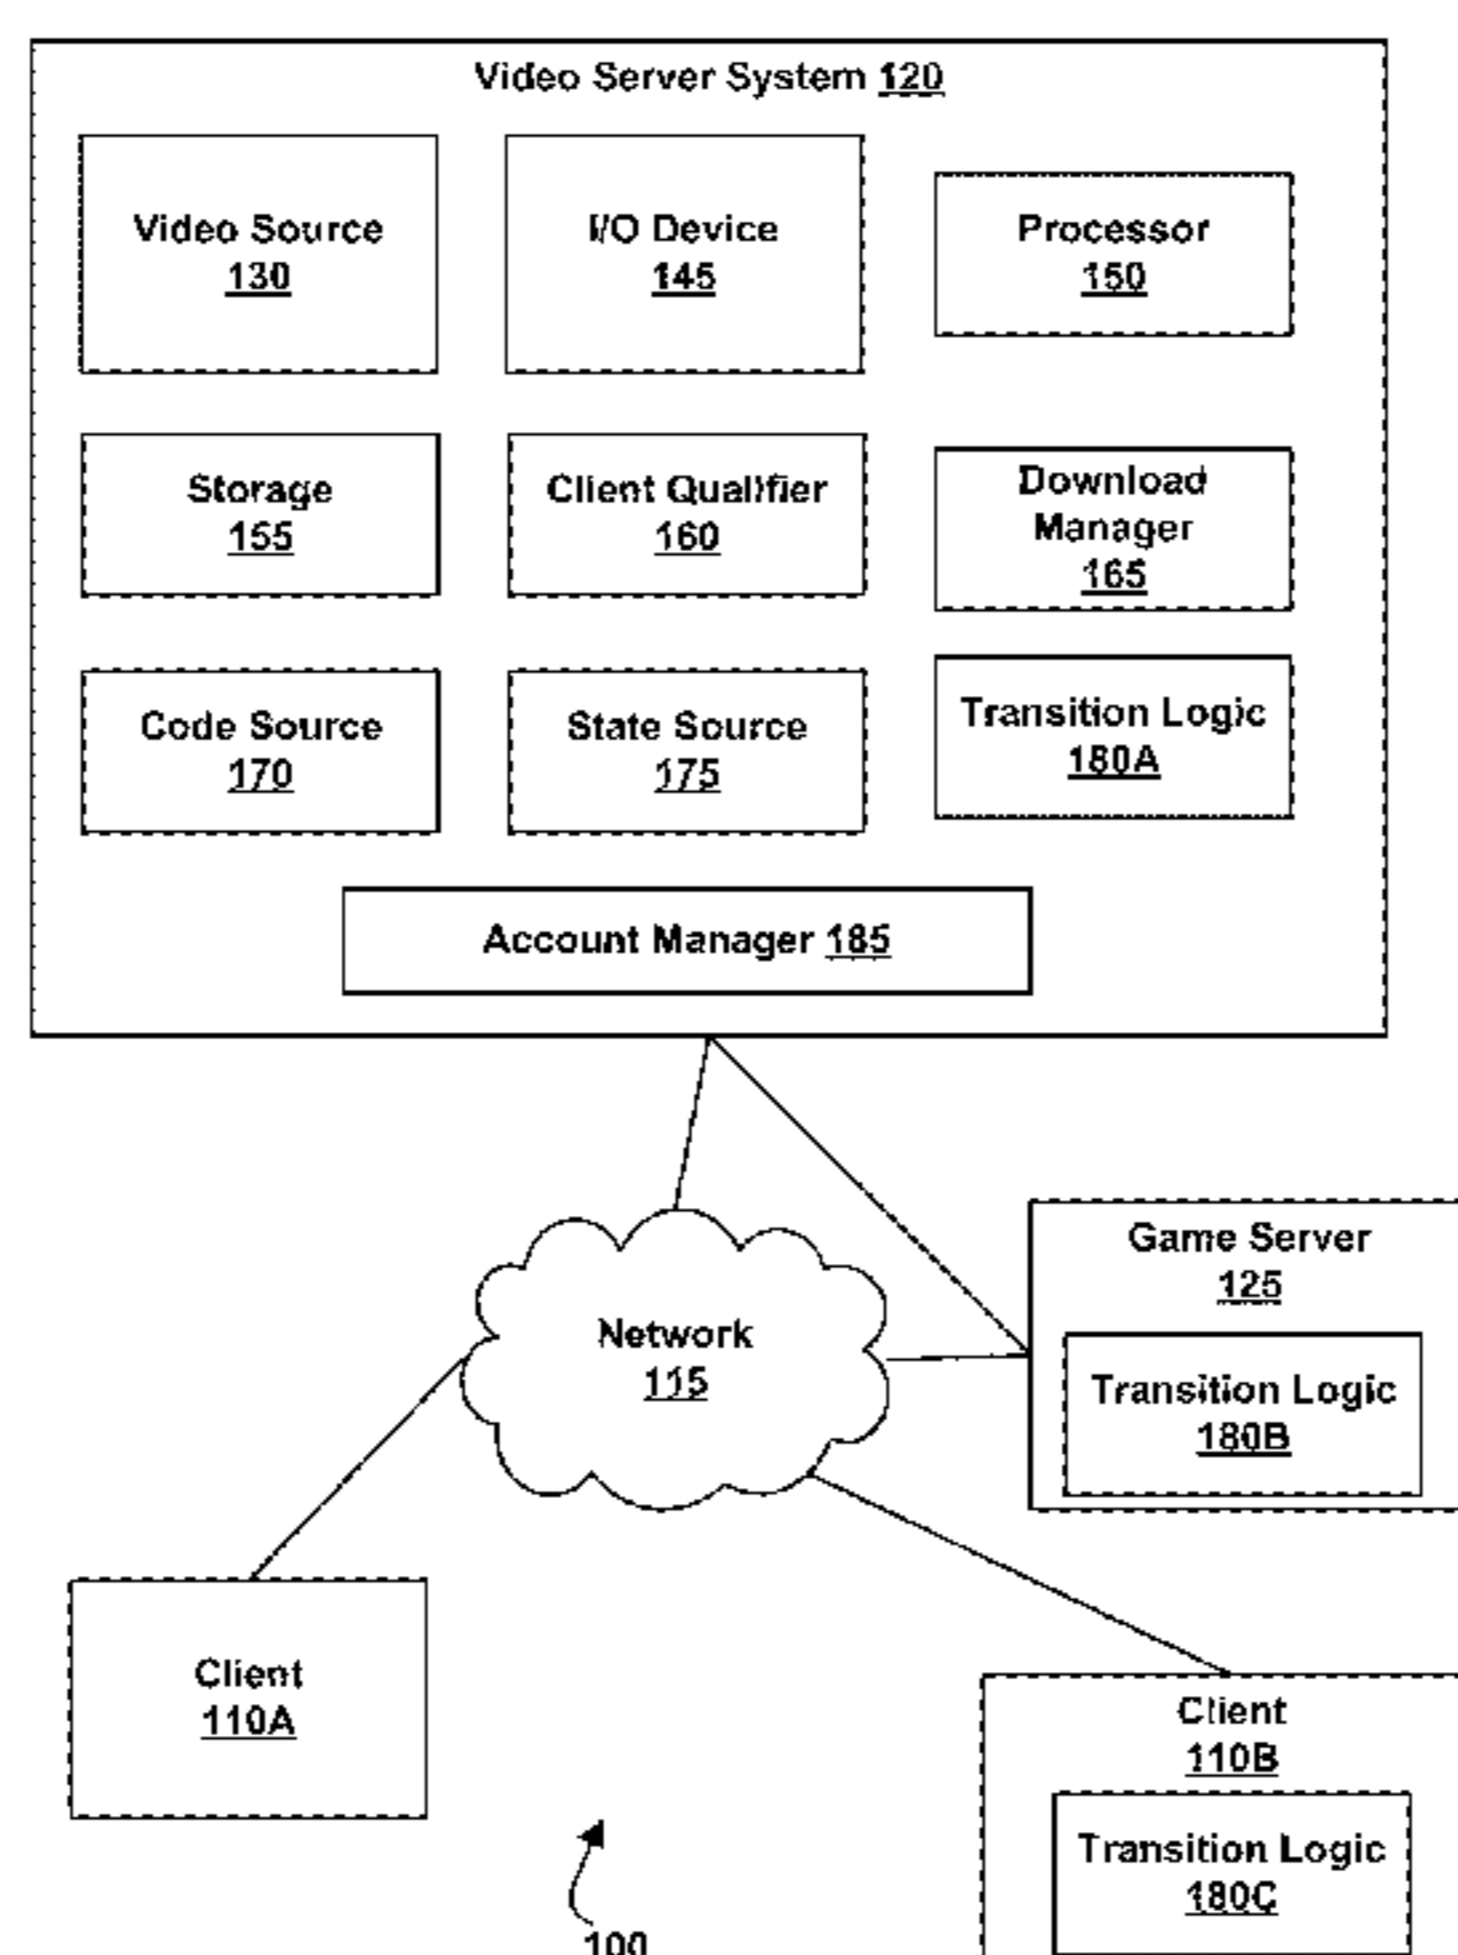 Video Server System 120
Video Source
130
I/O Device
145
Processor
150
Storage
155
Client Qualifier
160
Download
Manager
165
Code Source
170
State Source
175
Transition Logic
180A
Account Manager 185
Game Server
125
Transition Logic
180B
Network
115
Client
110A
Client
110B
Transition Logic
180C
100